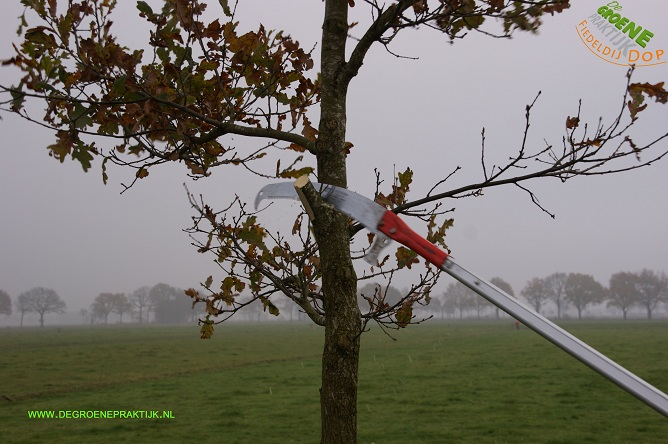 De GROENE
PRAKTIJK
FIEDELDIJ DOP
WWW.DEGROENEPRAKTIJK.NL